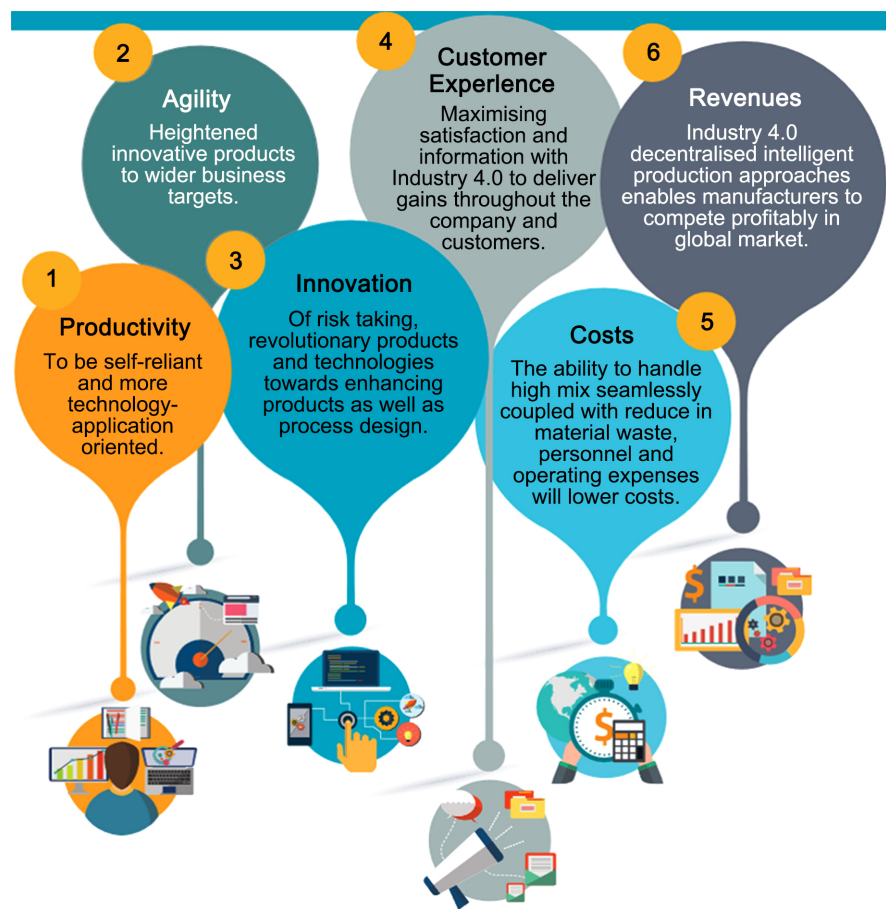 1
Productivity
To be self-reliant
and more
technology-
application
oriented.
2
Agility
Heightened
innovative products
to wider business
targets.
3
Innovation
Of risk taking,
revolutionary products
and technologies
towards enhancing
products as well as
process design.
4
Customer
Experlence
Maximising
satisfaction and
information with
Industry 4.0 to deliver
gains throughout the
company and
customers.
5
Costs
The ability to handle
high mix seamlessly
coupled with reduce in
material waste,
personnel and
operating expenses
will lower costs.
6
Revenues
Industry 4.0
decentralised intelligent
production approaches
enables manufacturers to
compete profitably in
global market.
$
$